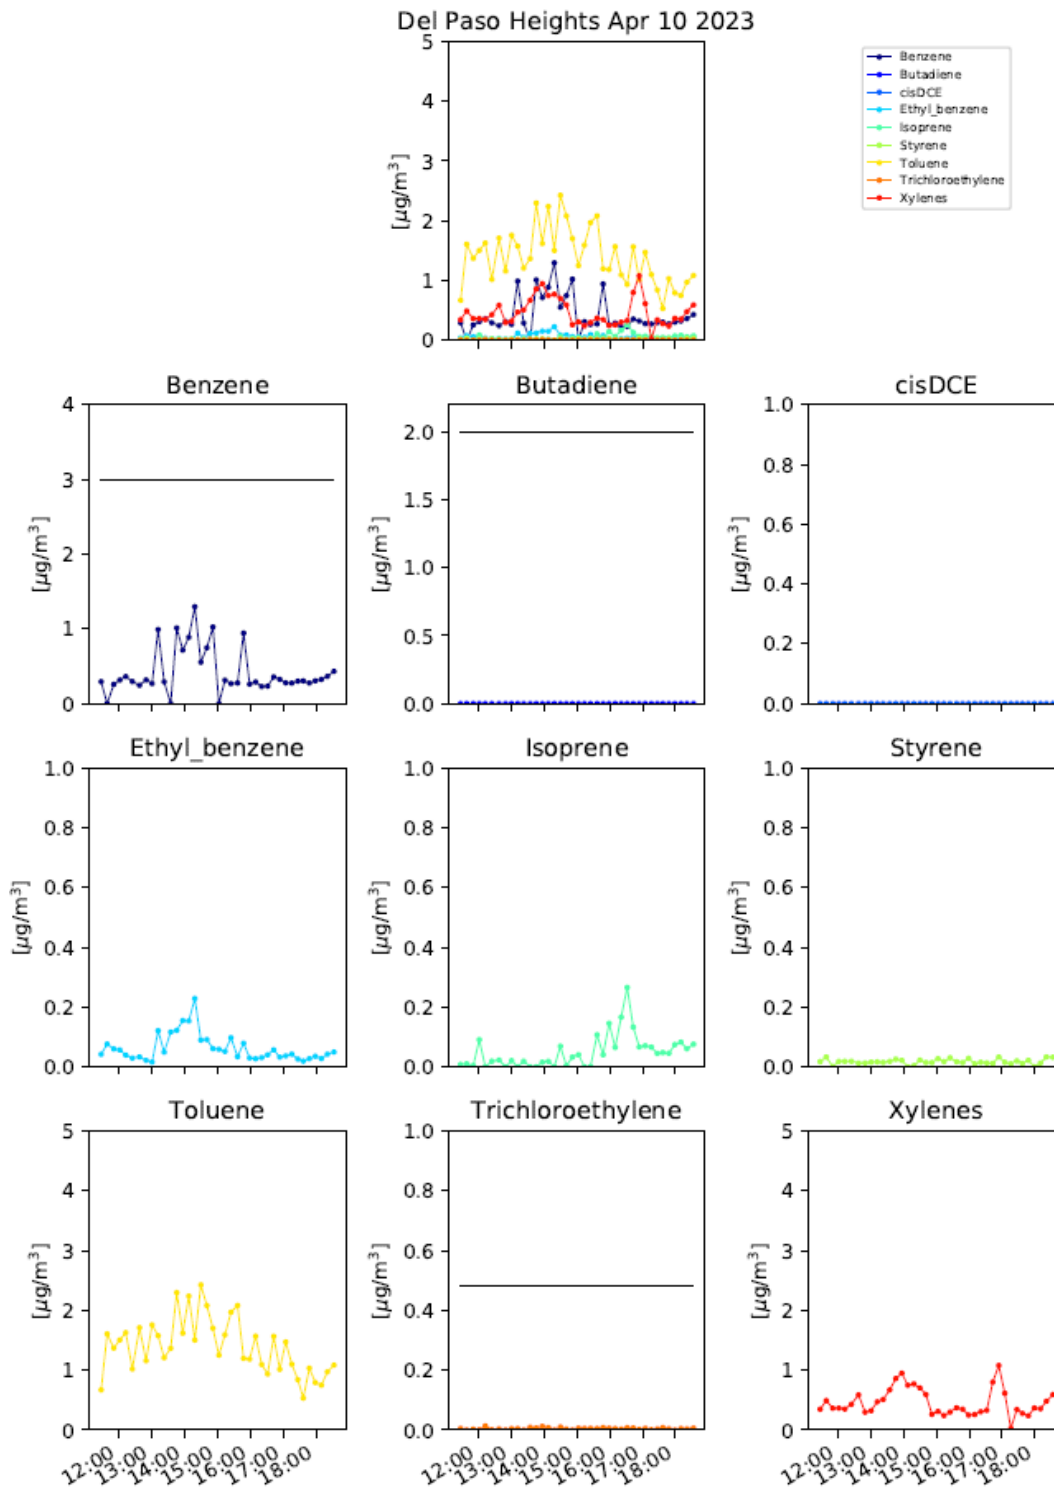 Del Paso Heights Apr 10 2023
5
4
3
2
1
0
[µg/m³]
Benzene
Butadiene
cisDCE
Ethyl_benzene
Isoprene
Styrene
Toluene
Trichloroethylene
Xylenes
Benzene
4
3
2
1
0
[µg/m³]
Butadiene
2.0
1.5
1.0
0.5
0.0
[µg/m³]
cisDCE
1.0
0.8
0.6
0.4
0.2
0.0
[µg/m³]
Ethyl_benzene
1.0
0.8
0.6
0.4
0.2
0.0
[µg/m³]
Isoprene
1.0
0.8
0.6
0.4
0.2
0.0
[µg/m³]
Styrene
1.0
0.8
0.6
0.4
0.2
0.0
[µg/m³]
Toluene
5
4
3
2
1
0
[µg/m³]
12:00 13:00 14:00 15:00 16:00 17:00 18:00
Trichloroethylene
1.0
0.8
0.6
0.4
0.2
0.0
[µg/m³]
12:00 13:00 14:00 15:00 16:00 17:00 18:00
Xylenes
5
4
3
2
1
0
[µg/m³]
12:00 13:00 14:00 15:00 16:00 17:00 18:00